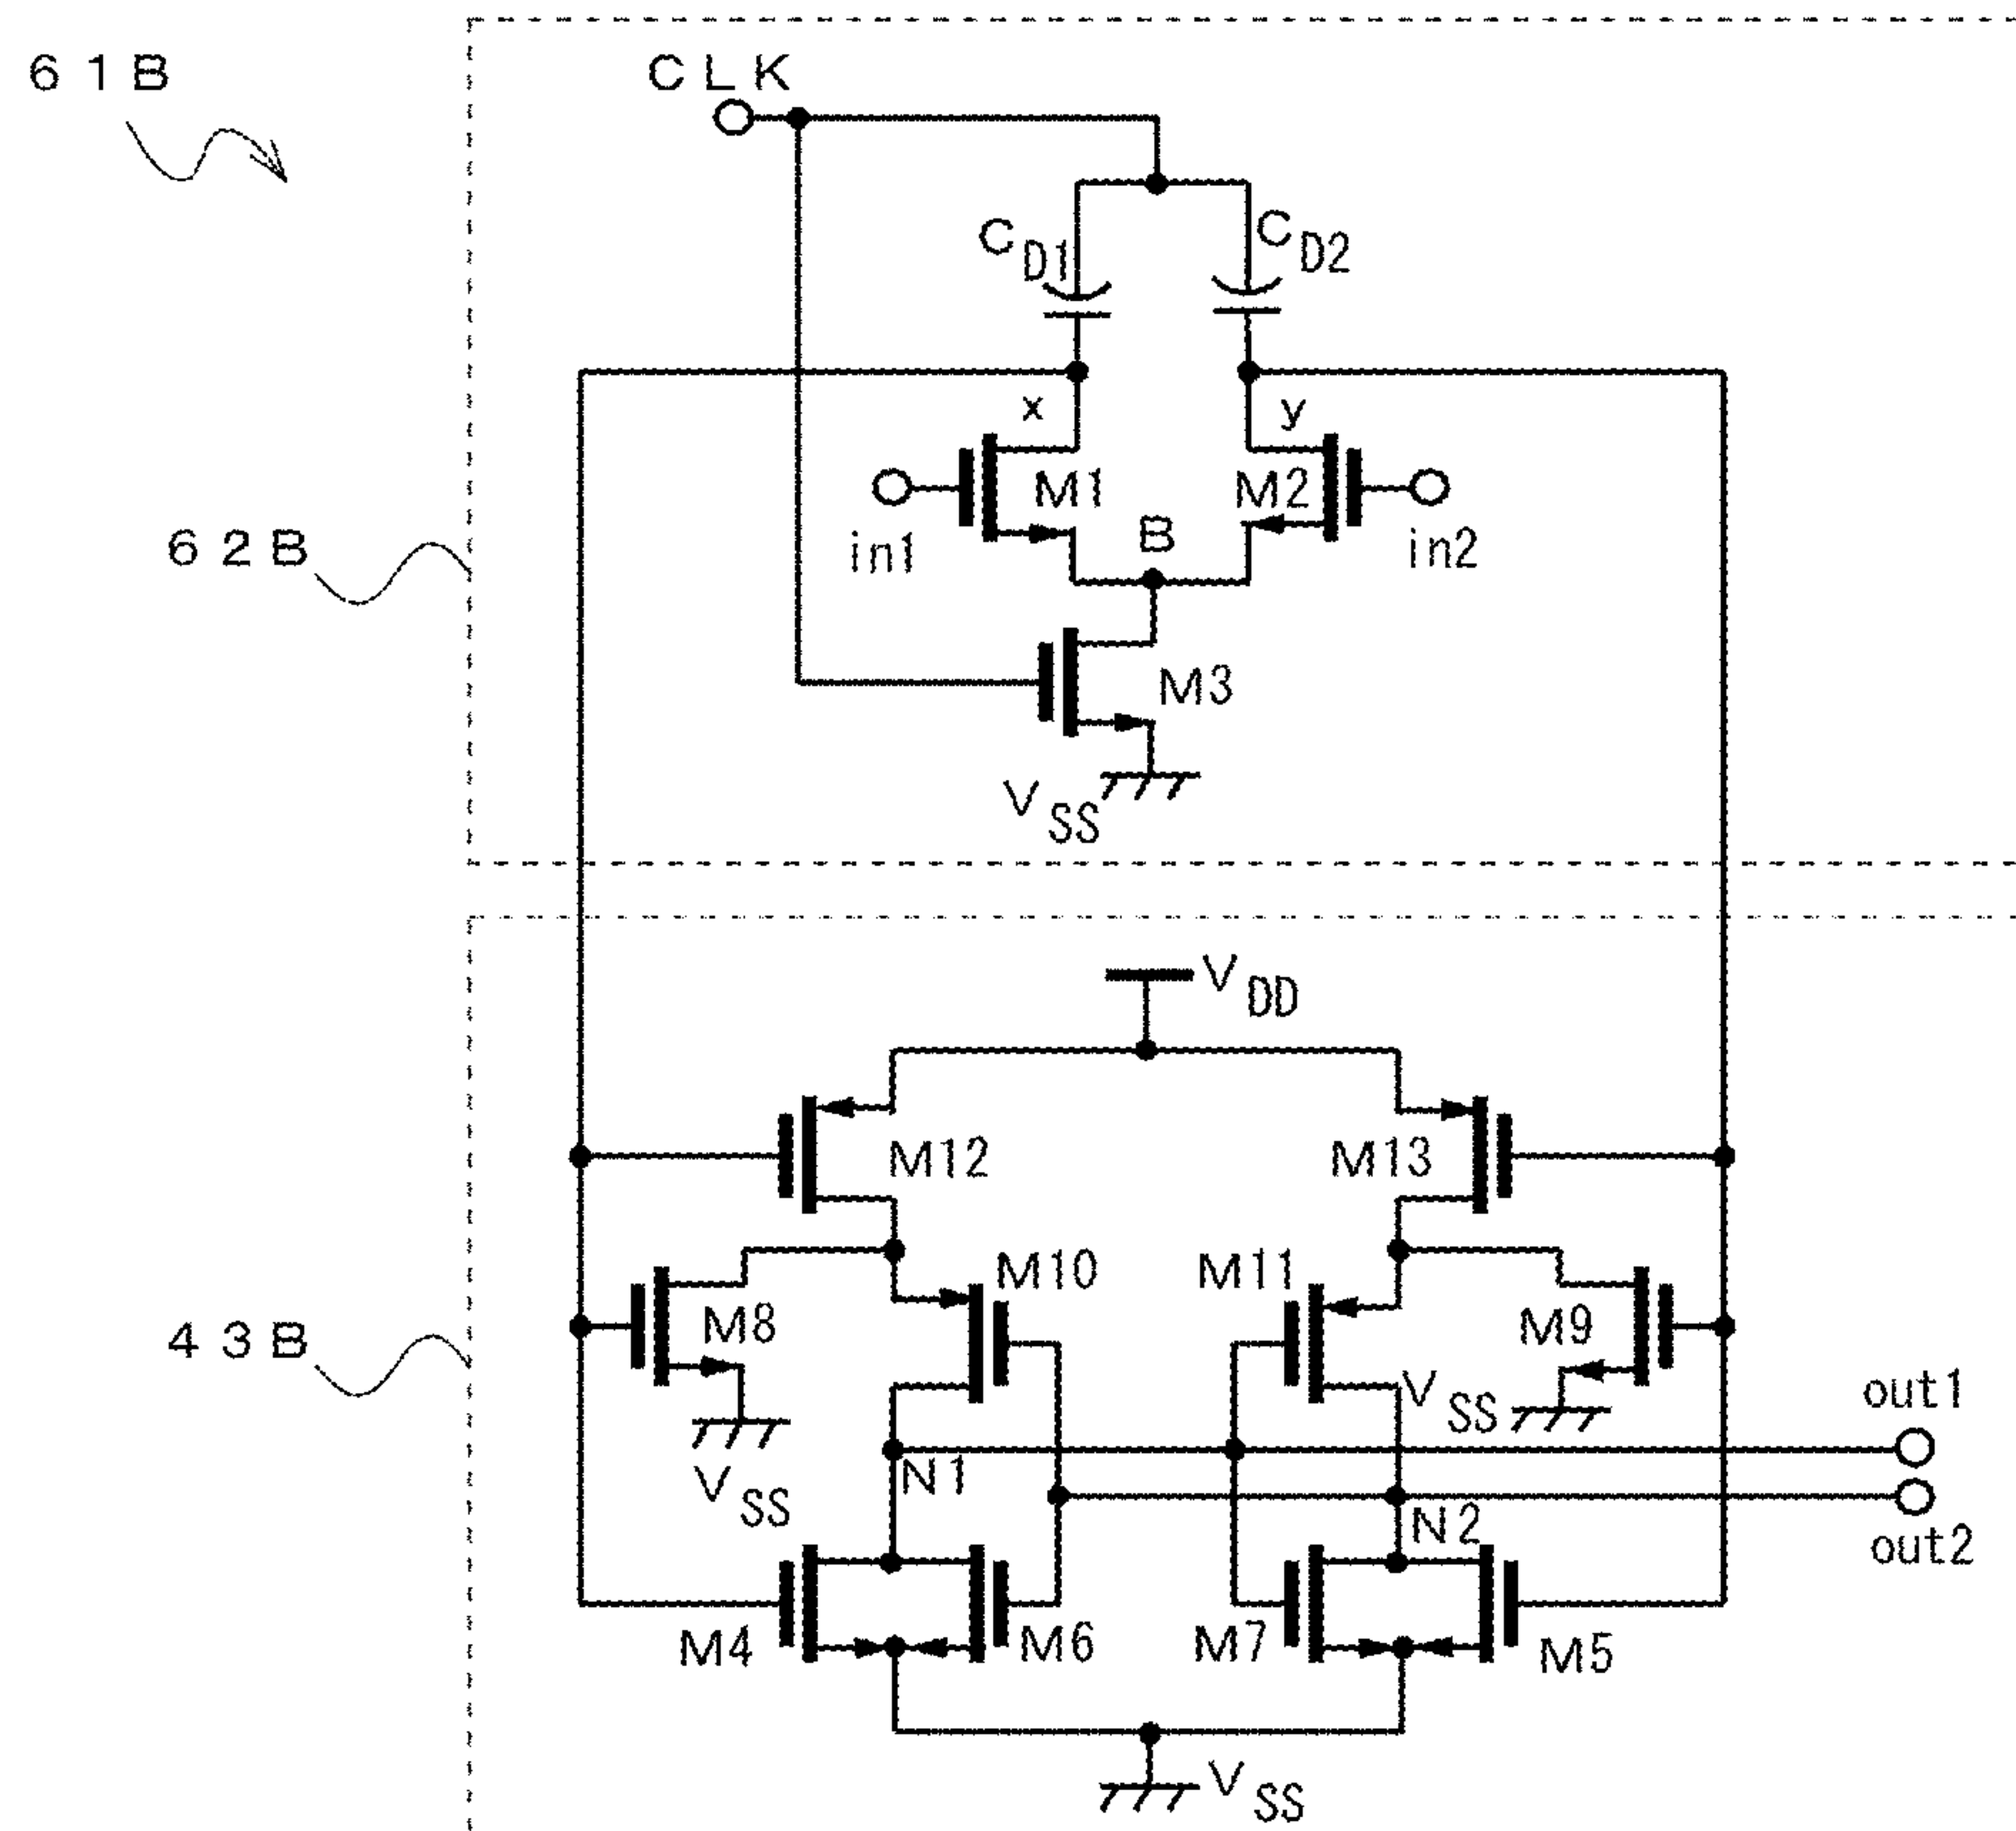 61B
CLK
CD1
CD2
x
y
M1
M2
in1
B
in2
62B
M3
VSS
VDD
M12
M13
M10
M11
M8
M9
43B
VSS
out1
N1
VSS
N2
out2
M4
M6
M7
M5
VSS